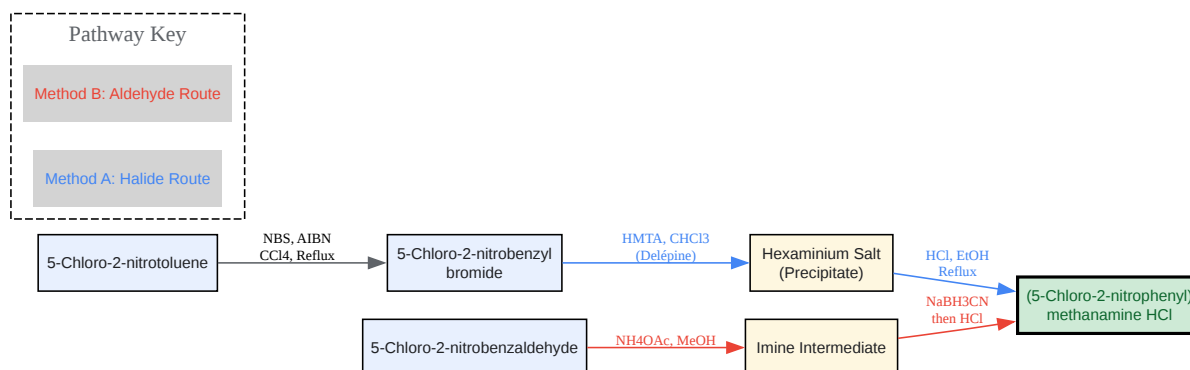 Pathway Key
Method B: Aldehyde Route
Method A: Halide Route
5-Chloro-2-nitrotoluene
NBS, AIBN
CCl4, Reflux
5-Chloro-2-nitrobenzyl
bromide
HMTA, CHCl3
(Delépine)
Hexaminium Salt
(Precipitate)
HCl, EtOH
Reflux
(5-Chloro-2-nitrophenyl)
methanamine HCl
5-Chloro-2-nitrobenzaldehyde
NH4OAc, MeOH
Imine Intermediate
NaBH3CN
then HCl